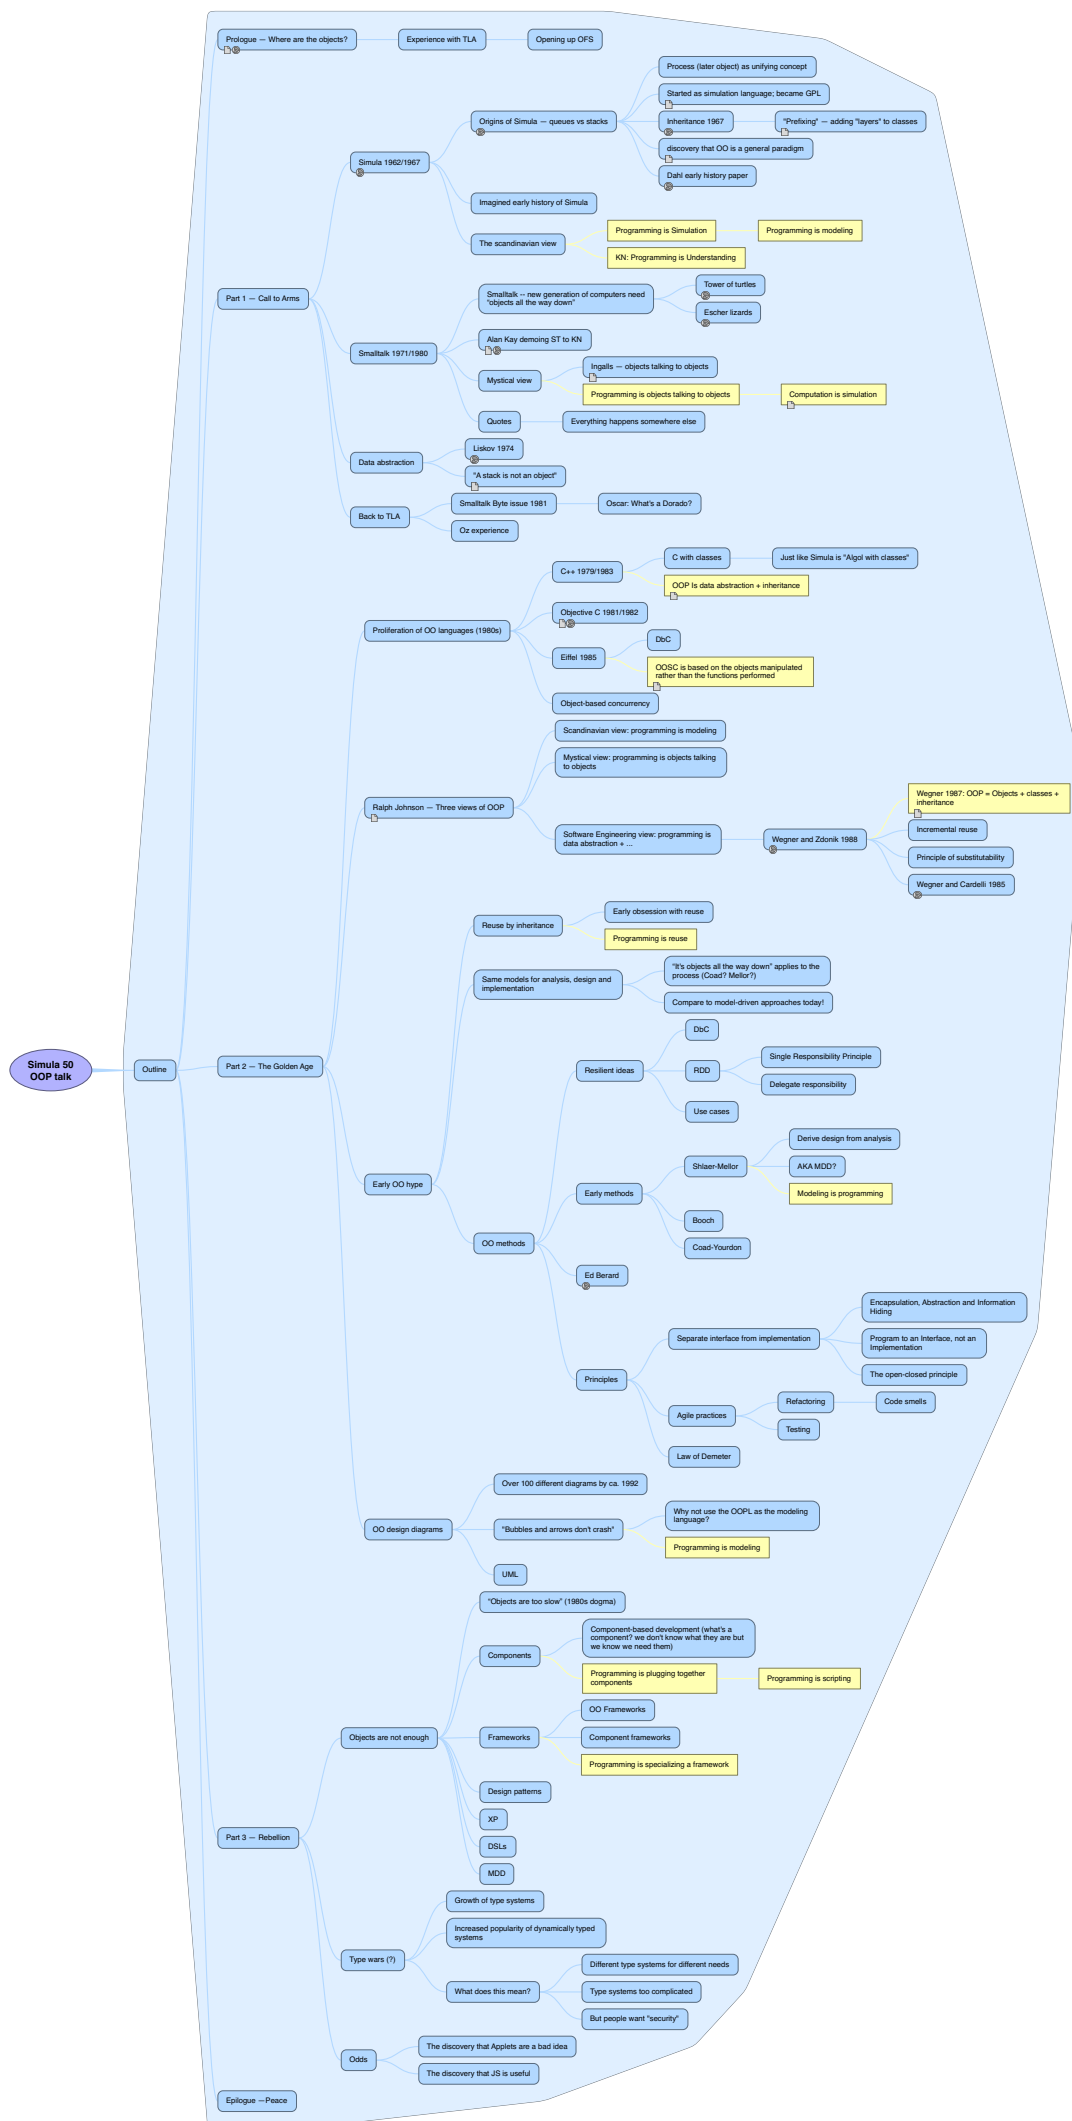 Prologue — Where are the objects?
Experience with TLA
Opening up OFS
Process (later object) as unifying concept
Started as simulation language; became GPL
Origins of Simula — queues vs stacks
Inheritance 1967
"Prefixing" — adding "layers" to classes
discovery that OO is a general paradigm
Simula 1962/1967
Dahl early history paper
Imagined early history of Simula
Programming is Simulation
Programming is modeling
The scandinavian view
KN: Programming is Understanding
Part 1 — Call to Arms
Smalltalk -- new generation of computers need
"objects all the way down"
Tower of turtles
Escher lizards
Alan Kay demoing ST to KN
Smalltalk 1971/1980
Ingalls — objects talking to objects
Mystical view
Programming is objects talking to objects
Computation is simulation
Quotes
Everything happens somewhere else
Liskov 1974
Data abstraction
"A stack is not an object"
Smalltalk Byte issue 1981
Oscar: What's a Dorado?
Back to TLA
Oz experience
C with classes
Just like Simula is "Algol with classes"
C++ 1979/1983
OOP Is data abstraction + inheritance
Objective C 1981/1982
Proliferation of OO languages (1980s)
DbC
Eiffel 1985
OOSC is based on the objects manipulated
rather than the functions performed
Object-based concurrency
Scandinavian view: programming is modeling
Mystical view: programming is objects talking
to objects
Ralph Johnson — Three views of OOP
Wegner 1987: OOP = Objects + classes +
inheritance
Incremental reuse
Software Engineering view: programming is
data abstraction + ...
Wegner and Zdonik 1988
Principle of substitutability
Wegner and Cardelli 1985
Early obsession with reuse
Reuse by inheritance
Programming is reuse
"It's objects all the way down" applies to the
process (Coad? Mellor?)
Same models for analysis, design and
implementation
Compare to model-driven approaches today!
Simula 50
OOP talk
Outline
Part 2 — The Golden Age
DbC
Resilient ideas
RDD
Single Responsibility Principle
Delegate responsibility
Use cases
Derive design from analysis
Shlaer-Mellor
AKA MDD?
Early OO hype
Early methods
Modeling is programming
Booch
OO methods
Coad-Yourdon
Ed Berard
Encapsulation, Abstraction and Information
Hiding
Separate interface from implementation
Program to an Interface, not an
Implementation
The open-closed principle
Principles
Refactoring
Code smells
Agile practices
Testing
Law of Demeter
Over 100 different diagrams by ca. 1992
Why not use the OOPL as the modeling
language?
OO design diagrams
"Bubbles and arrows don't crash"
Programming is modeling
UML
"Objects are too slow" (1980s dogma)
Component-based development (what's a
component? we don't know what they are but
we know we need them)
Components
Programming is plugging together
components
Programming is scripting
OO Frameworks
Objects are not enough
Frameworks
Component frameworks
Programming is specializing a framework
Design patterns
XP
Part 3 — Rebellion
DSLs
MDD
Growth of type systems
Increased popularity of dynamically typed
systems
Type wars (?)
Different type systems for different needs
What does this mean?
Type systems too complicated
But people want "security"
The discovery that Applets are a bad idea
Odds
The discovery that JS is useful
Epilogue —Peace